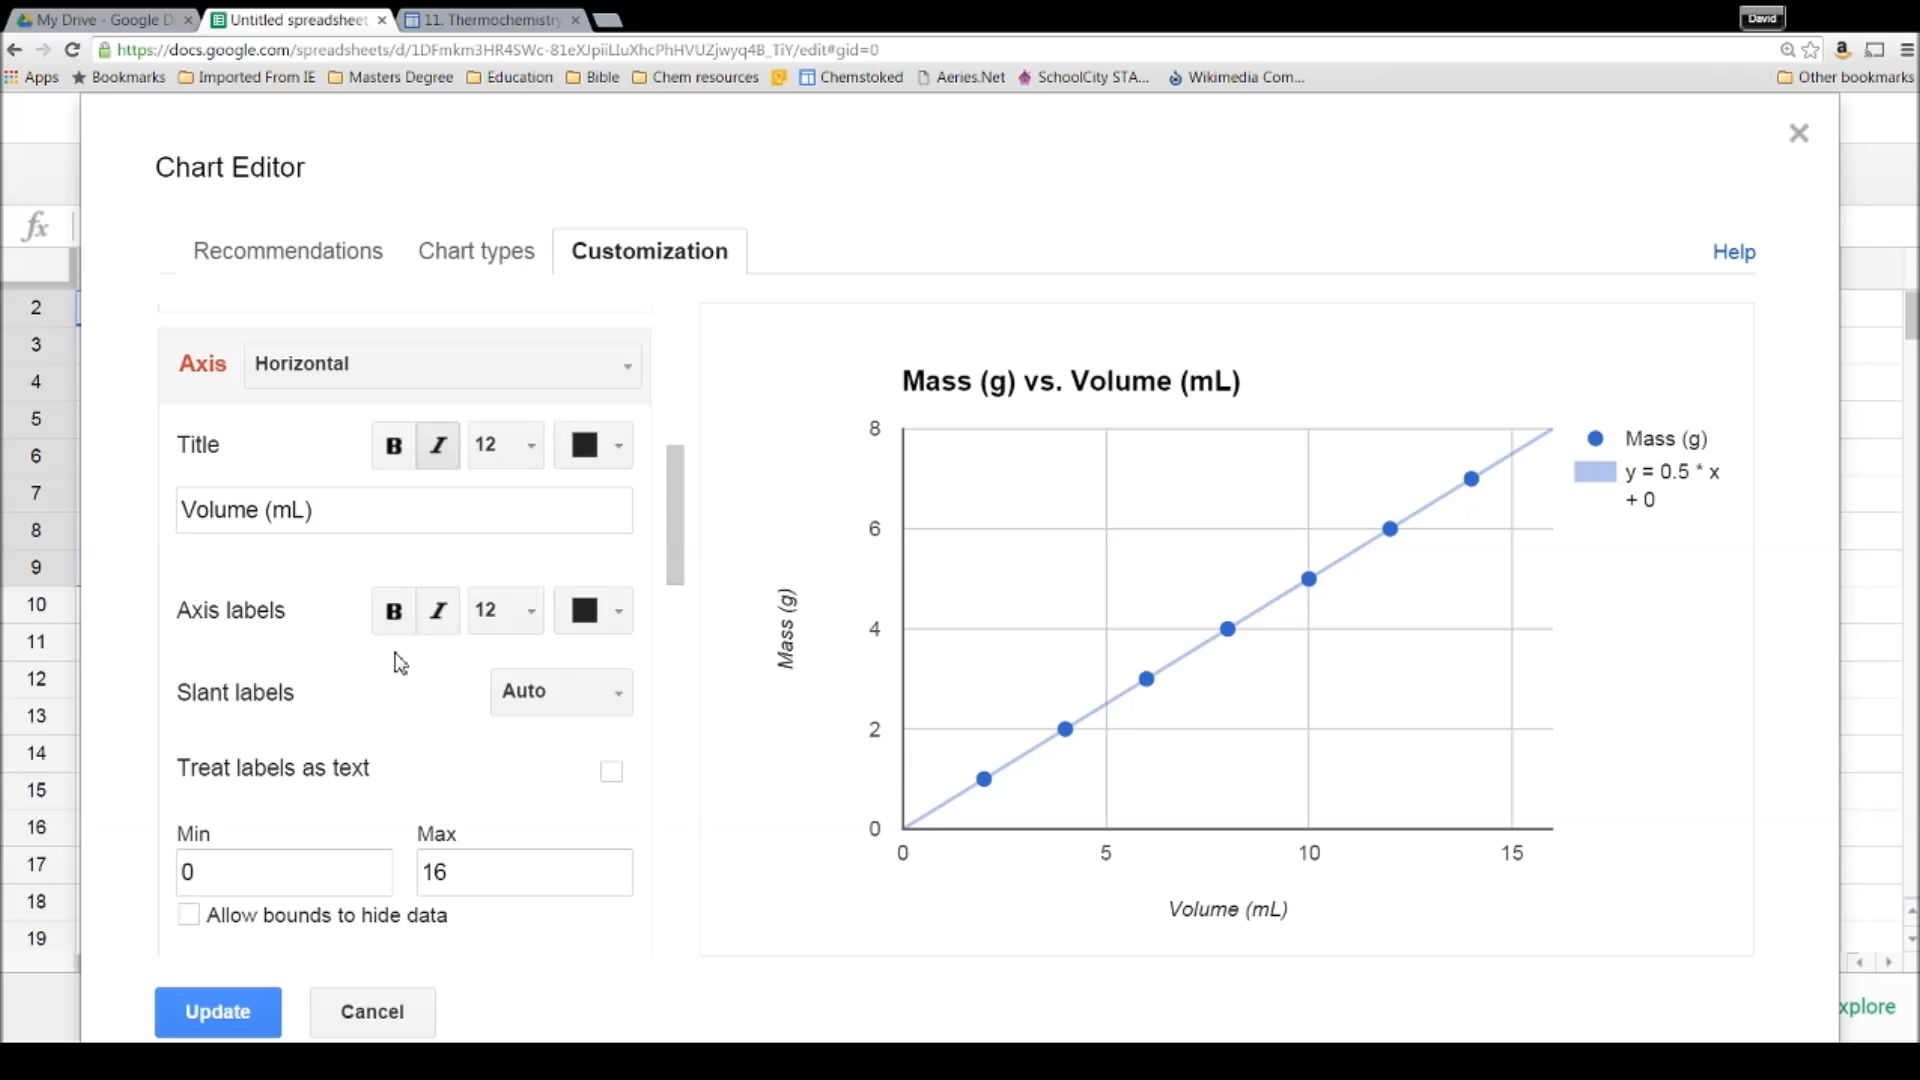 My Drive - Google D
Untitled spreadsheet
11. Thermochemistry
David
https://docs.google.com/spreadsheets/d/1DFmkm3HR4SWc-81eXJpiiLIuXhcPhHVUZjwyq4B_TiY/edit#gid=0
Apps Bookmarks Imported From IE Masters Degree Education Bible Chem resources Chemstoked Aeries.Net SchoolCity STA... Wikimedia Com... Other bookmarks
Chart Editor
Recommendations Chart types Customization Help
fx
2
3
4
5
6
7
8
9
10
11
12
13
14
15
16
17
18
19
Axis Horizontal
Title B I 12
Volume (mL)
Axis labels B I 12
Slant labels Auto
Treat labels as text
Min Max
0 16
Allow bounds to hide data
Update Cancel
Mass (g) vs. Volume (mL)
Mass (g)
y = 0.5 * x
+ 0
8
6
4
2
0
Mass (g)
0 5 10 15
Volume (mL)
xplore